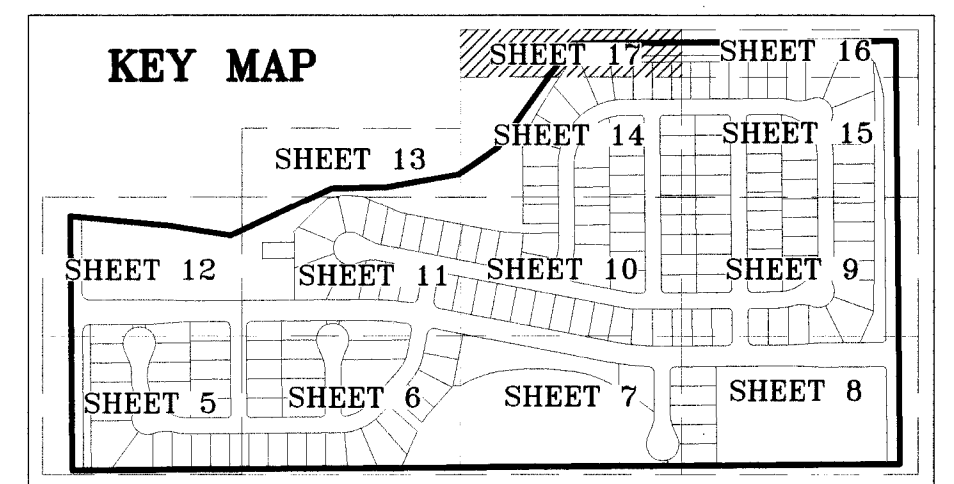 KEY MAP
SHEET 17
SHEET 16
SHEET 13
SHEET 14
SHEET 15
SHEET 12
SHEET 11
SHEET 10
SHEET 9
SHEET 5
SHEET 6
SHEET 7
SHEET 8